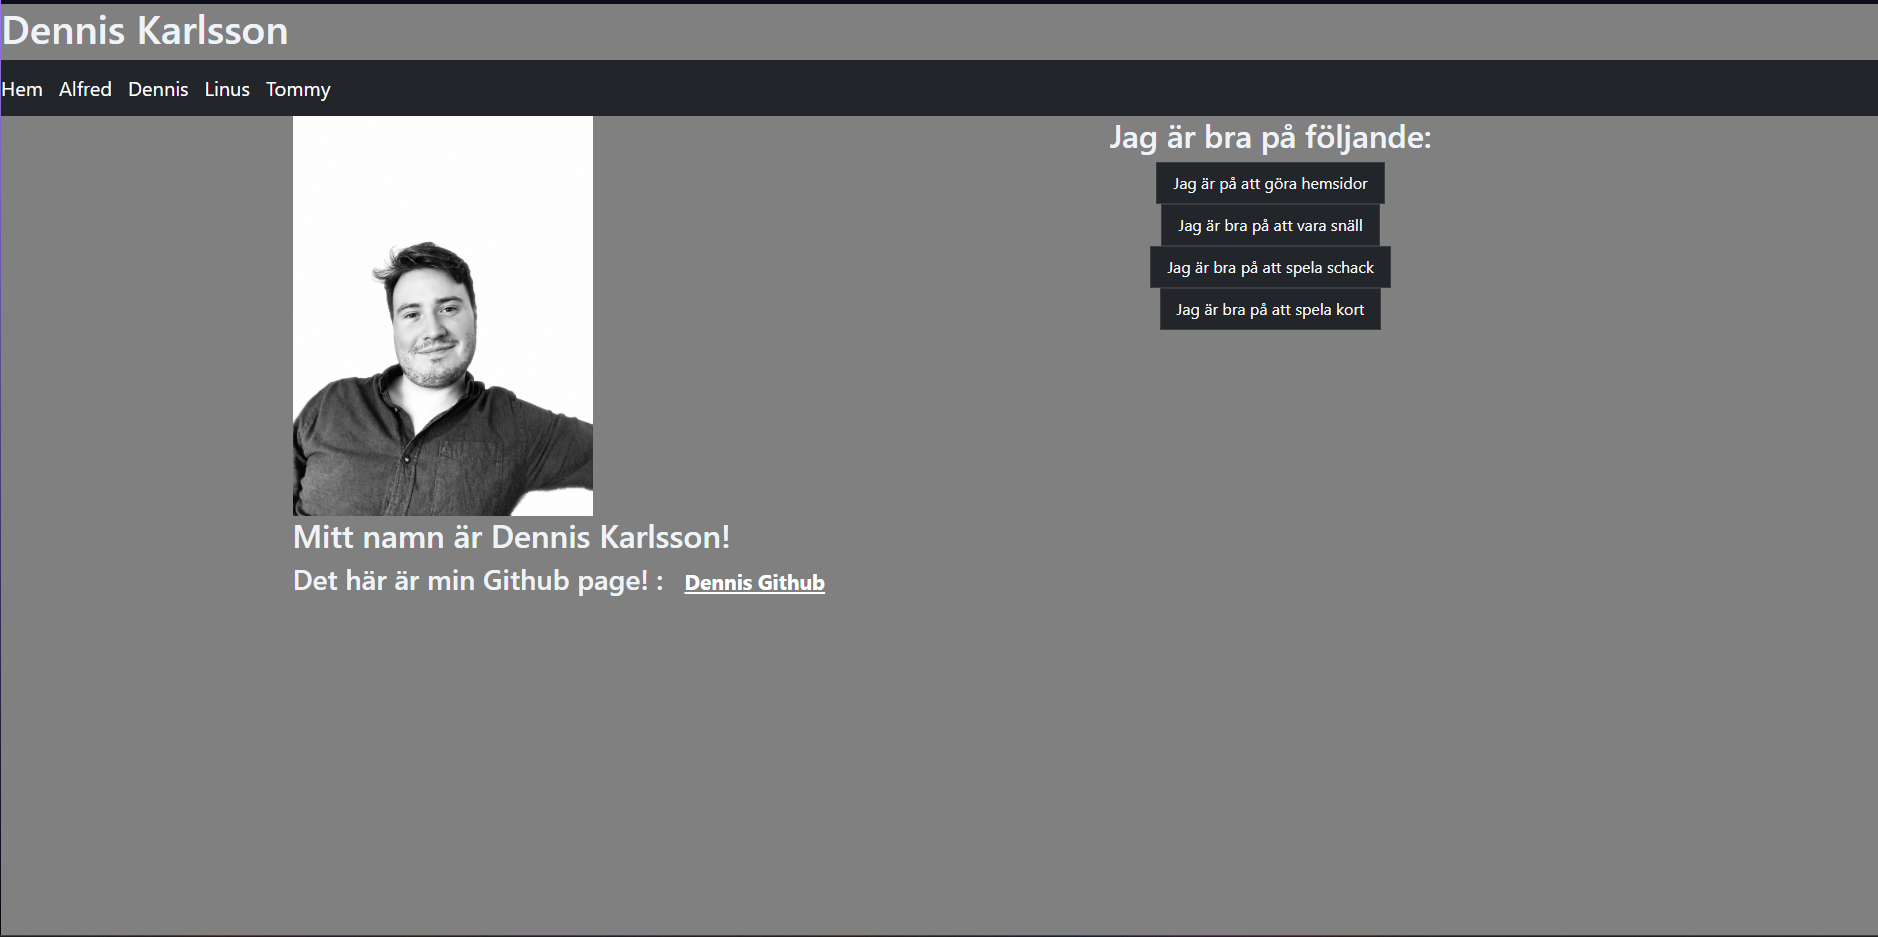 Dennis Karlsson
Hem Alfred Dennis Linus Tommy
Mitt namn är Dennis Karlsson!
Det här är min Github page! : Dennis Github
Jag är bra på följande:
Jag är på att göra hemsidor
Jag är bra på att vara snäll
Jag är bra på att spela schack
Jag är bra på att spela kort